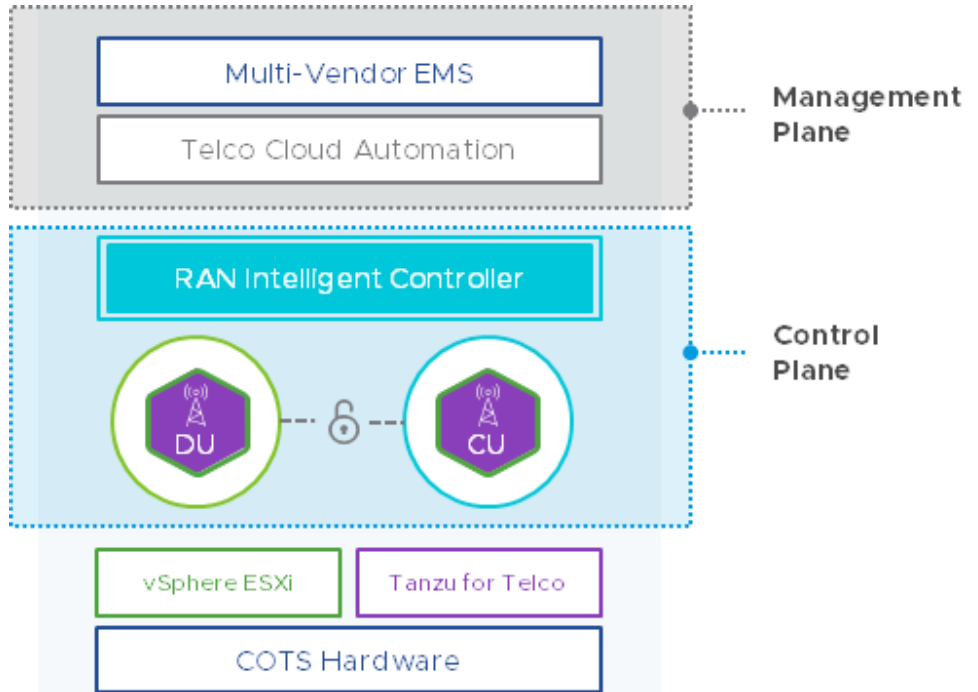 Multi-Vendor EMS
Telco Cloud Automation
Management
Plane
RAN Intelligent Controller
DU
CU
Control
Plane
vSphere ESXi
Tanzu for Telco
COTS Hardware